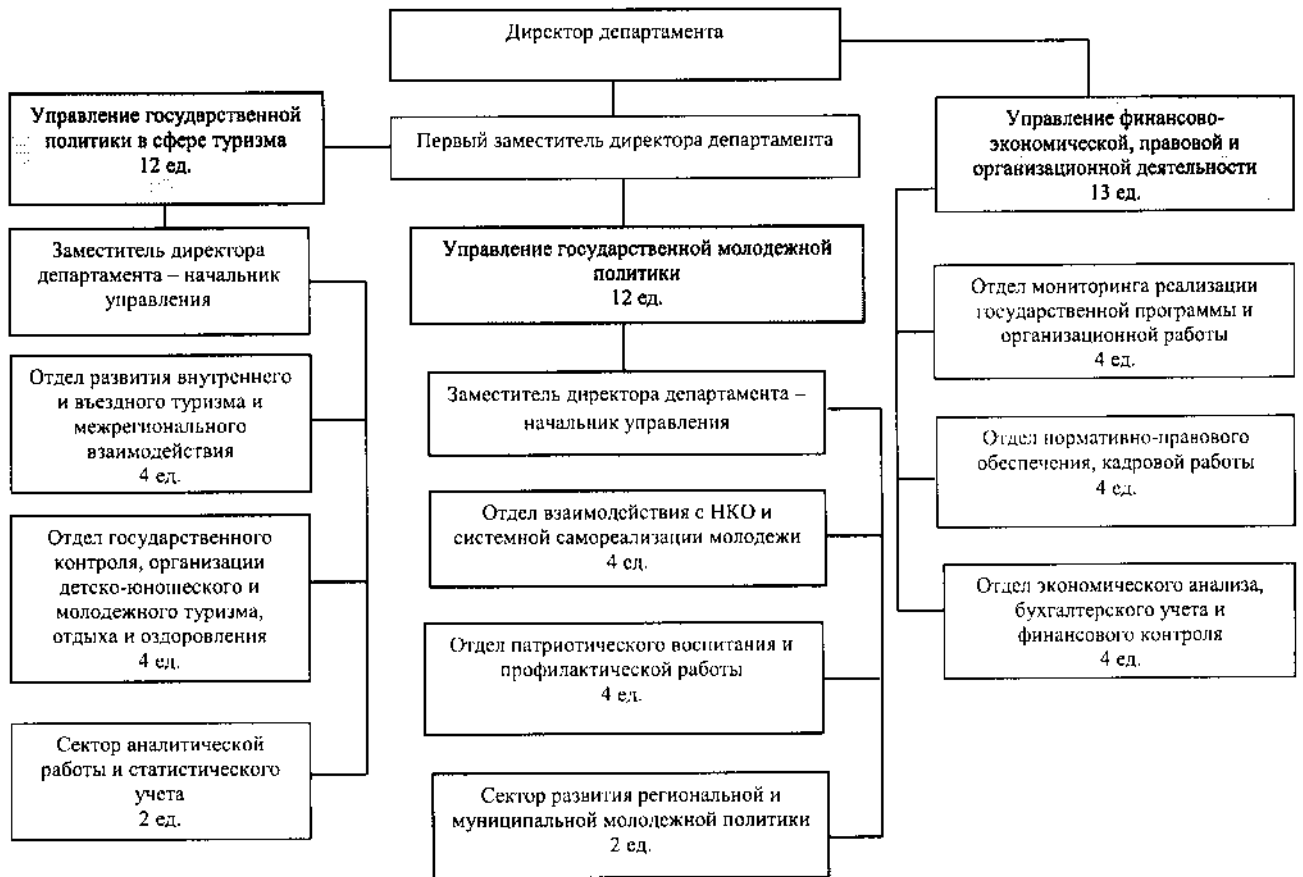 Директор департамента
Управление государственной
политики в сфере туризма
12 ед.
Первый заместитель директора департамента
Управление финансово-
экономической, правовой и
организационной деятельности
13 ед.
Заместитель директора
департамента – начальник
управления
Отдел развития внутреннего
и въездного туризма и
межрегионального
взаимодействия
4 ед.
Отдел государственного
контроля, организации
детско-юношеского и
молодежного туризма,
отдыха и оздоровления
4 ед.
Сектор аналитической
работы и статистического
учета
2 ед.
Управление государственной молодежной
политики
12 ед.
Заместитель директора департамента –
начальник управления
Отдел взаимодействия с НКО и
системной самореализации молодежи
4 ед.
Отдел патриотического воспитания и
профилактической работы
4 ед.
Сектор развития региональной и
муниципальной молодежной политики
2 ед.
Отдел мониторинга реализации
государственной программы и
организационной работы
4 ед.
Отдел нормативно-правового
обеспечения, кадровой работы
4 ед.
Отдел экономического анализа,
бухгалтерского учета и
финансового контроля
4 ед.